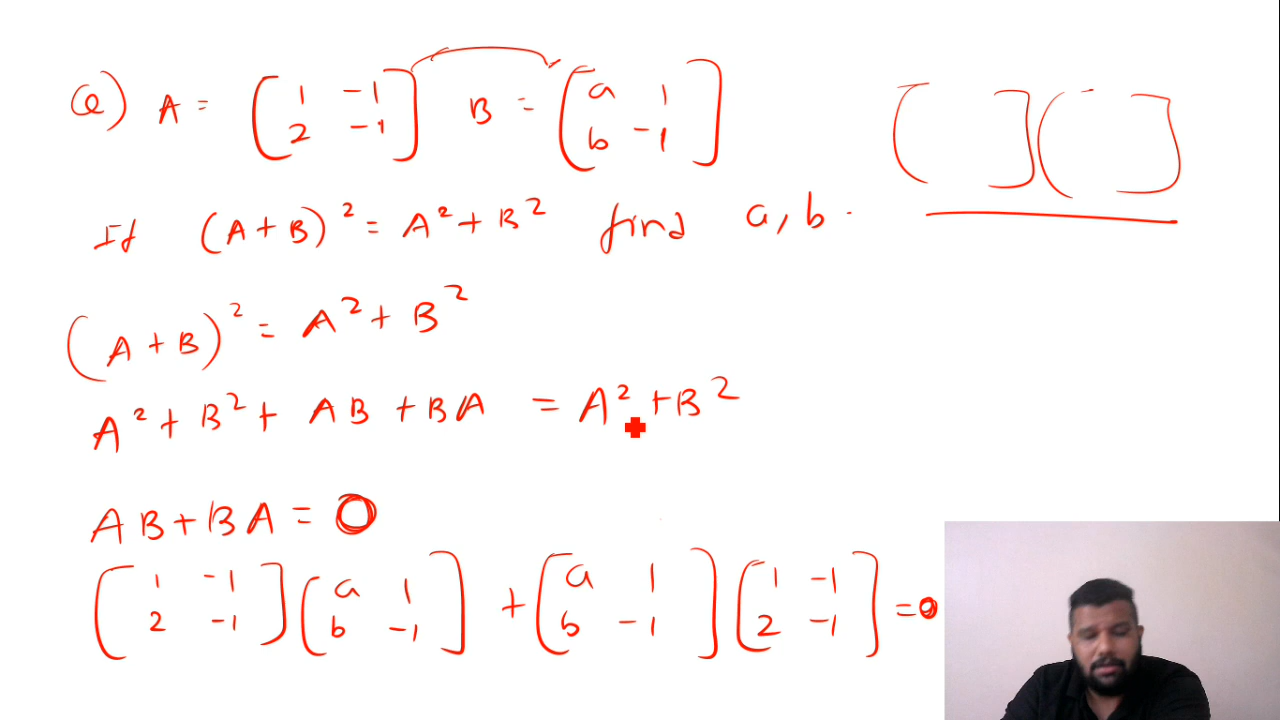 Q) A = [1 -1 2 -1] B = [a 1 b -1]
If (A+B)² = A² + B² find a, b.
(A+B)² = A² + B²
A² + B² + AB + BA = A² + B²
AB + BA = O
[1 -1 2 -1] [a 1 b -1] + [a 1 b -1] [1 -1 2 -1] = 0